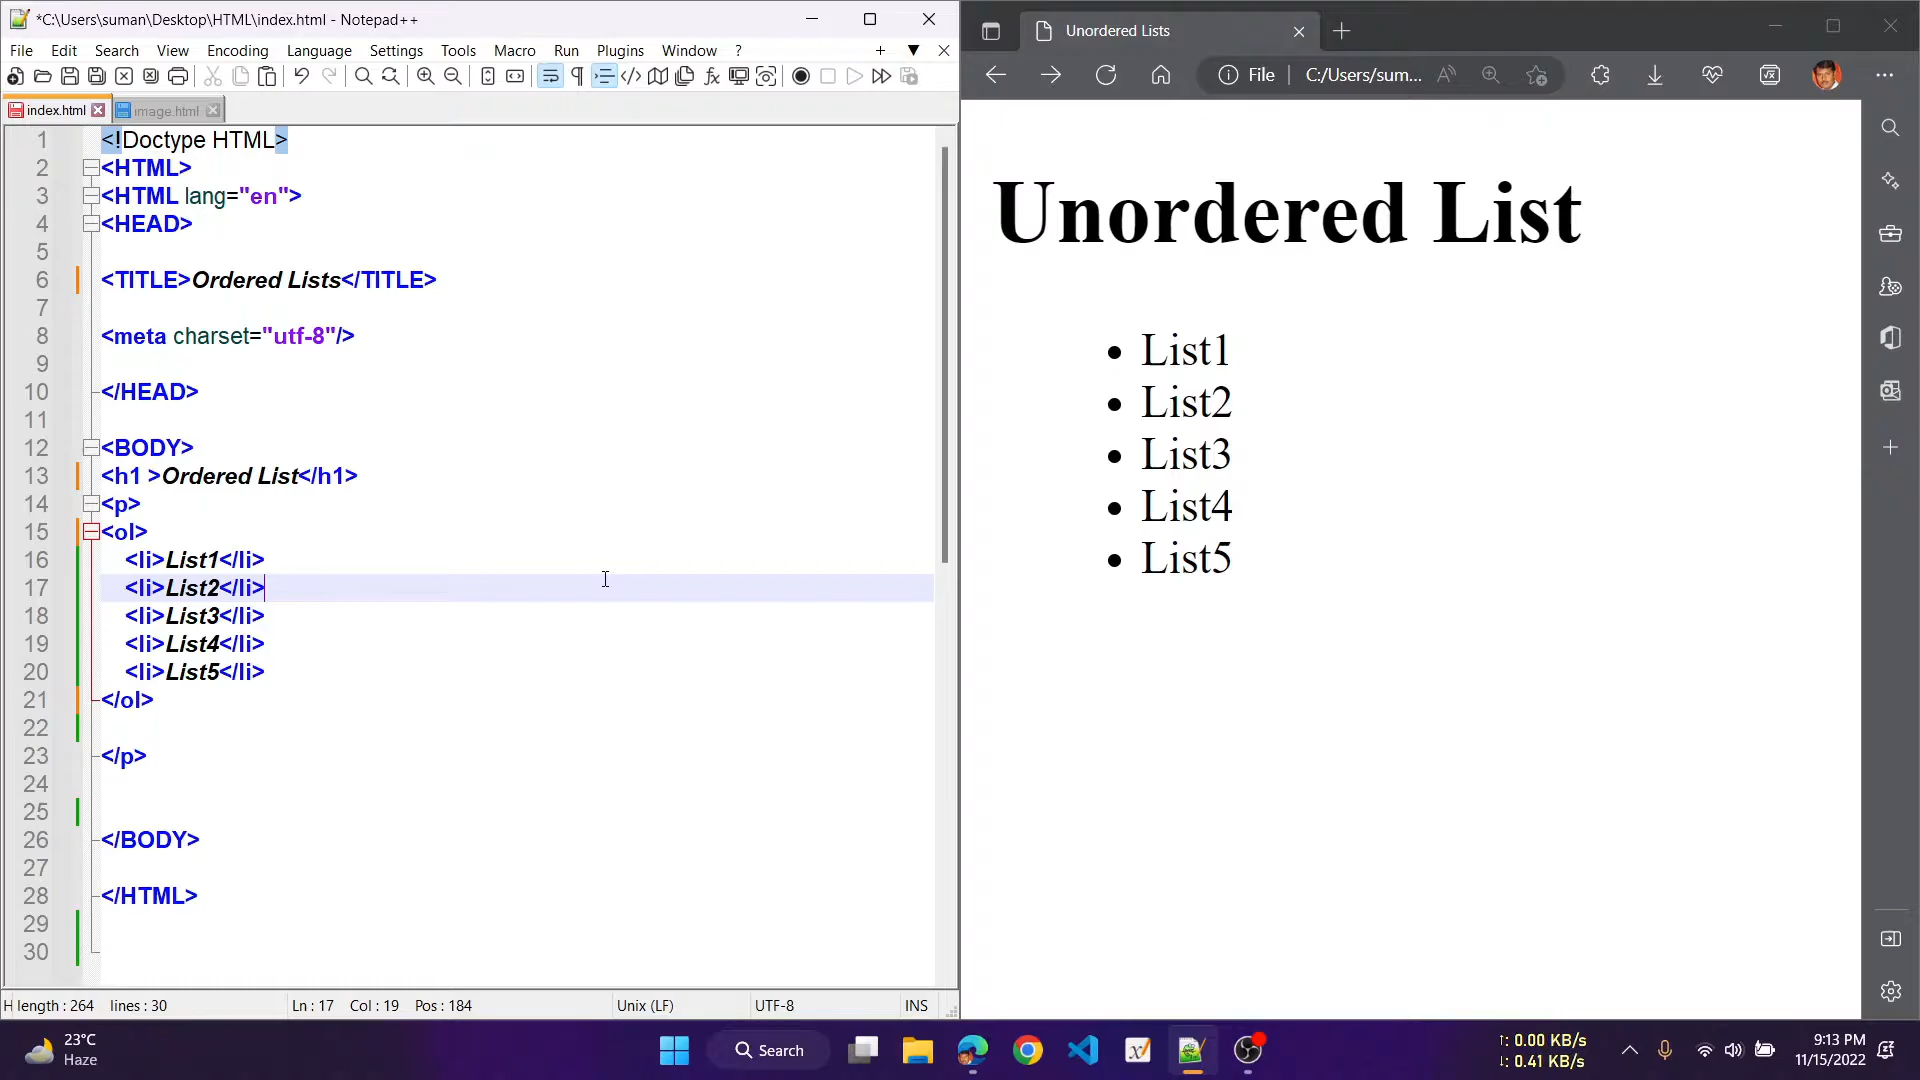 *C:\Users\suman\Desktop\HTML\index.html - Notepad++
File Edit Search View Encoding Language Settings Tools Macro Run Plugins Window ?
index.html image.html
1 <!Doctype HTML>
2 <HTML>
3 <HTML lang="en">
4 <HEAD>
5
6 <TITLE>Ordered Lists</TITLE>
7
8 <meta charset="utf-8"/>
9
10 </HEAD>
11
12 <BODY>
13 <h1 >Ordered List</h1>
14 <p>
15 <ol>
16 <li>List1</li>
17 <li>List2</li>
18 <li>List3</li>
19 <li>List4</li>
20 <li>List5</li>
21 </ol>
22
23 </p>
24
25
26 </BODY>
27
28 </HTML>
29
30
H length : 264 lines : 30 Ln : 17 Col : 19 Pos : 184 Unix (LF) UTF-8 INS
Unordered Lists
File C:/Users/sum...
Unordered List
• List1
• List2
• List3
• List4
• List5
23°C
Haze
Search
↑: 0.00 KB/s
↓: 0.41 KB/s
9:13 PM
11/15/2022